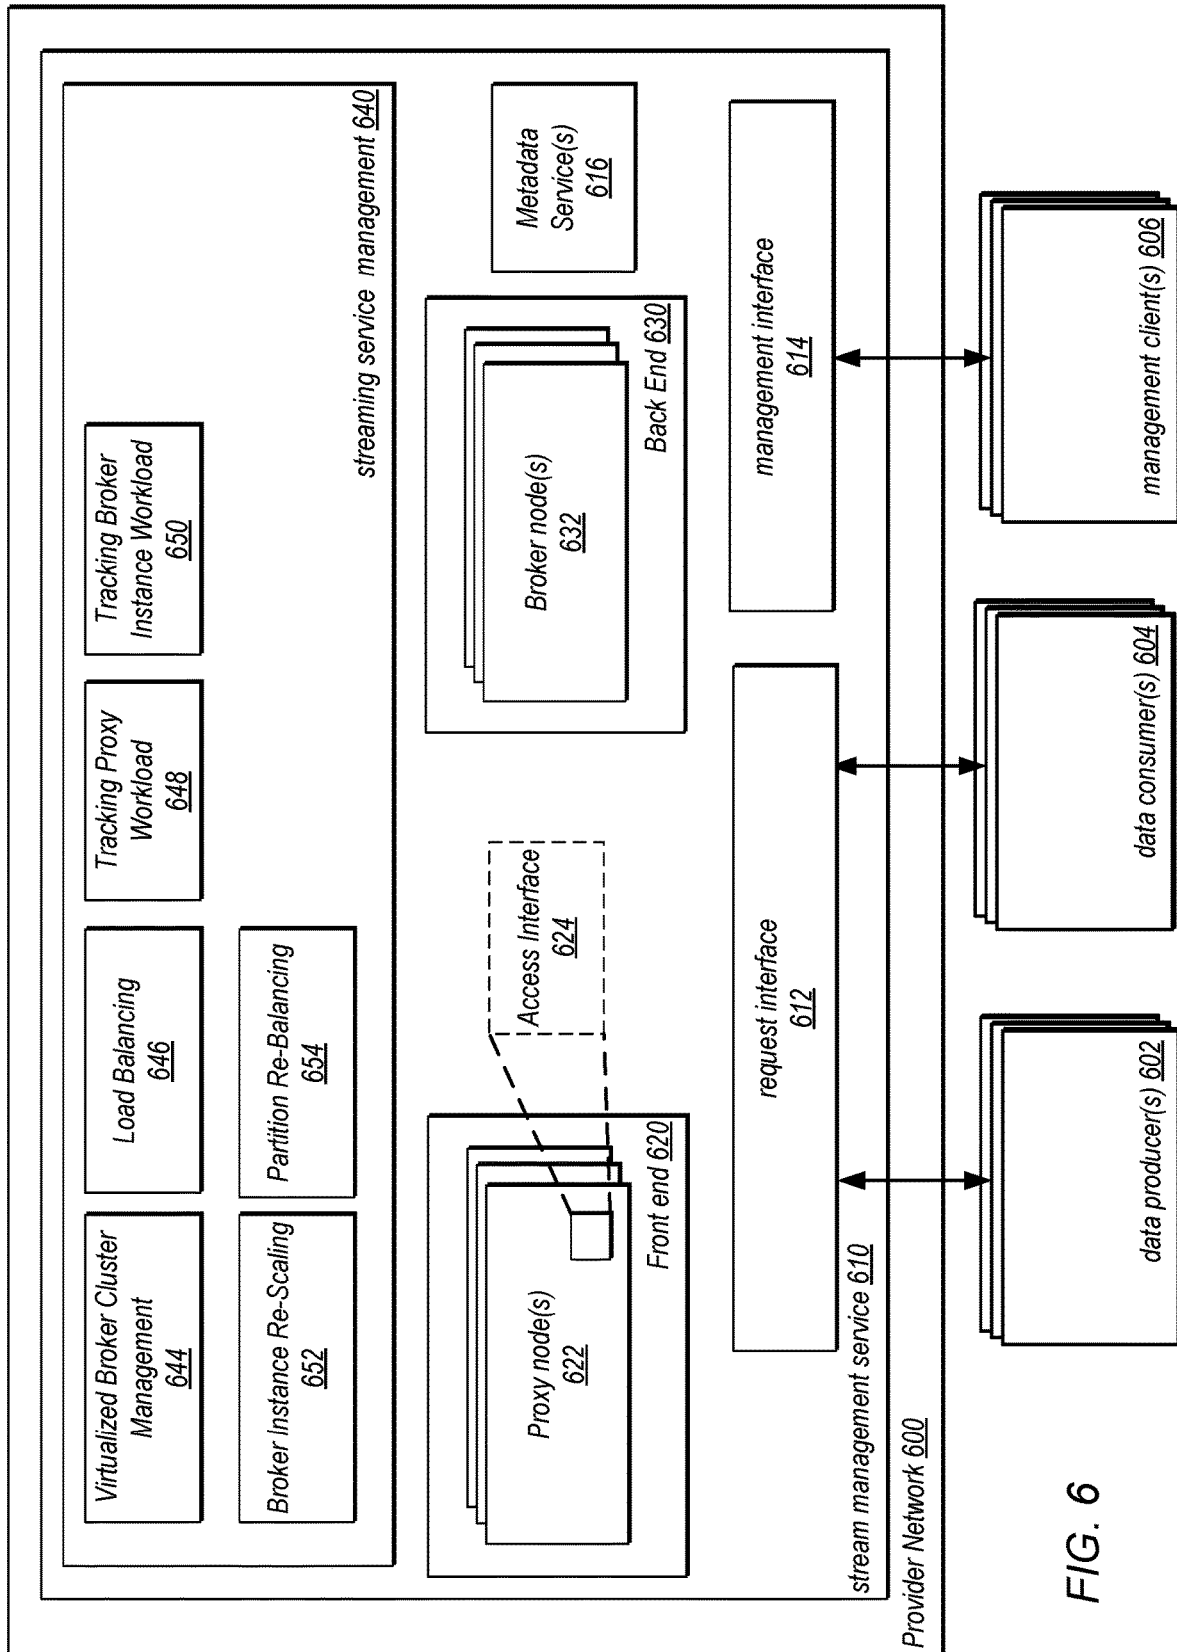 Virtualized Broker Cluster
Management
644
Load Balancing
646
Tracking Proxy
Workload
648
Tracking Broker
Instance Workload
650
Broker Instance Re-Scaling
652
Partition Re-Balancing
654
streaming service management 640
Proxy node(s)
622
Front end 620
Access Interface
624
Broker node(s)
632
Back End 630
Metadata
Service(s)
616
request interface
612
management interface
614
stream management service 610
Provider Network 600
data producer(s) 602
data consumer(s) 604
management client(s) 606
FIG. 6